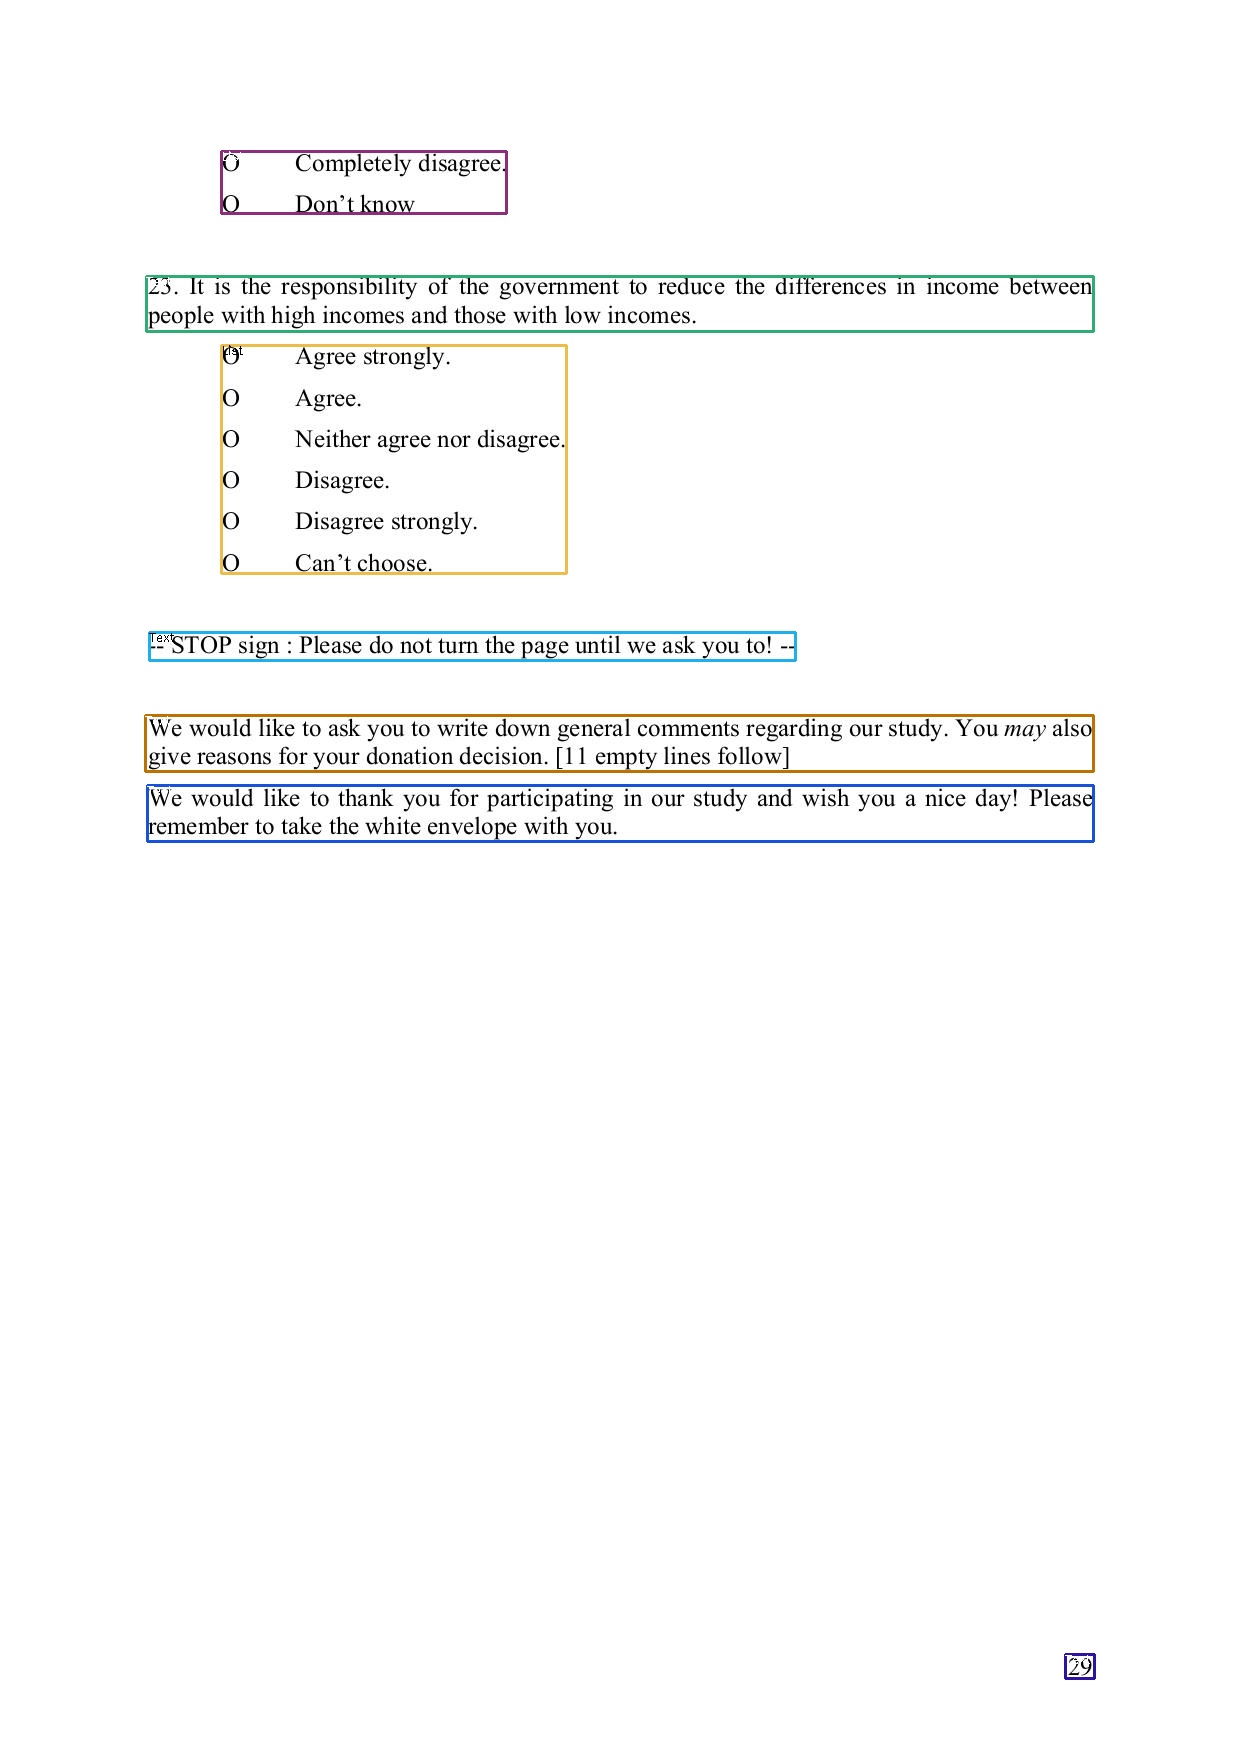 O Completely disagree.
O Don’t know
23. It is the responsibility of the government to reduce the differences in income between
people with high incomes and those with low incomes.
List
O Agree strongly.
O Agree.
O Neither agree nor disagree.
O Disagree.
O Disagree strongly.
O Can’t choose.
Text
-- STOP sign : Please do not turn the page until we ask you to! --
We would like to ask you to write down general comments regarding our study. You may also
give reasons for your donation decision. [11 empty lines follow]
We would like to thank you for participating in our study and wish you a nice day! Please
remember to take the white envelope with you.
29